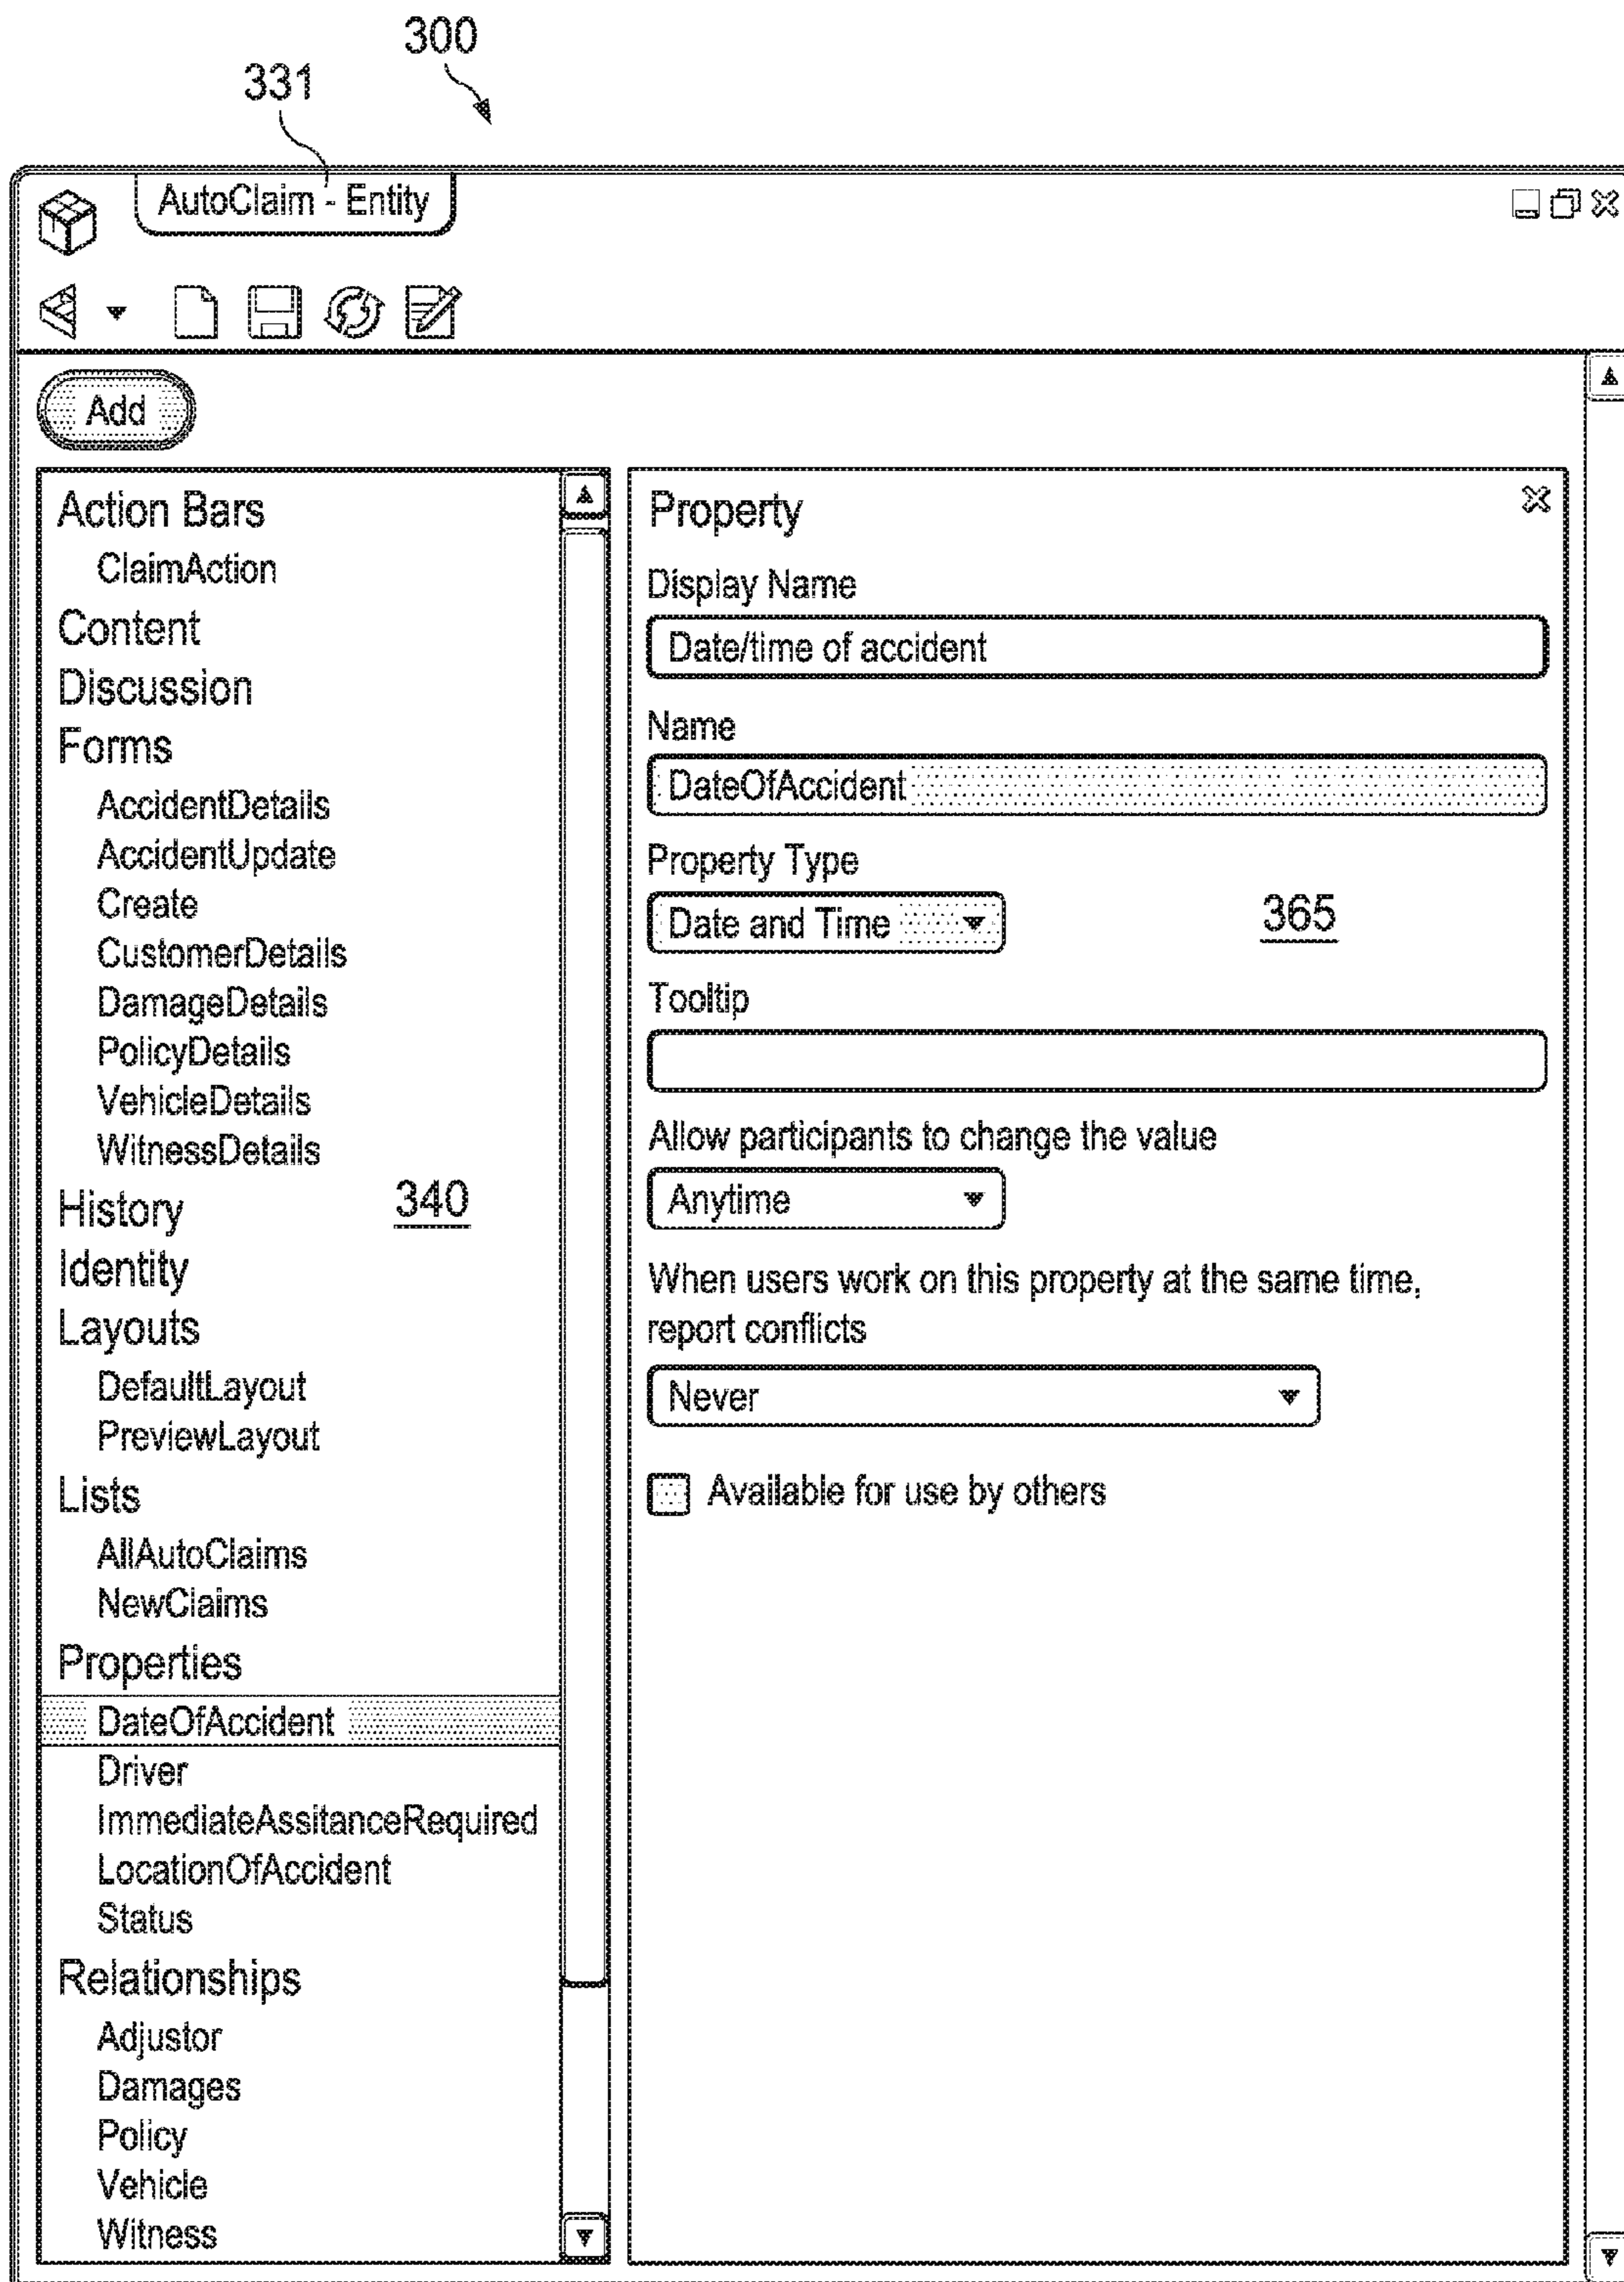 300
331
AutoClaim - Entity
Add
Action Bars
ClaimAction
Content
Discussion
Forms
AccidentDetails
AccidentUpdate
Create
CustomerDetails
DamageDetails
PolicyDetails
VehicleDetails
WitnessDetails
History
340
Identity
Layouts
DefaultLayout
PreviewLayout
Lists
AllAutoClaims
NewClaims
Properties
DateOfAccident
Driver
ImmediateAssitanceRequired
LocationOfAccident
Status
Relationships
Adjustor
Damages
Policy
Vehicle
Witness
Property
Display Name
Date/time of accident
Name
DateOfAccident
Property Type
Date and Time
365
Tooltip
Allow participants to change the value
Anytime
When users work on this property at the same time,
report conflicts
Never
Available for use by others